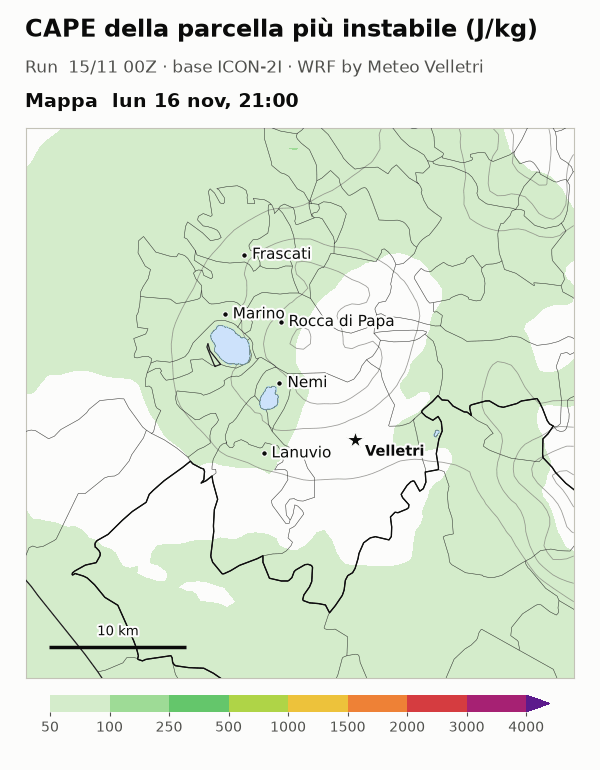 CAPE della parcella più instabile (J/kg)
Run  15/11 00Z · base ICON-2I · WRF by Meteo Velletri
Mappa  lun 16 nov, 21:00
Frascati
Marino
Rocca di Papa
Nemi
Velletri
Lanuvio
10 km
50 100 250 500 1000 1500 2000 3000 4000